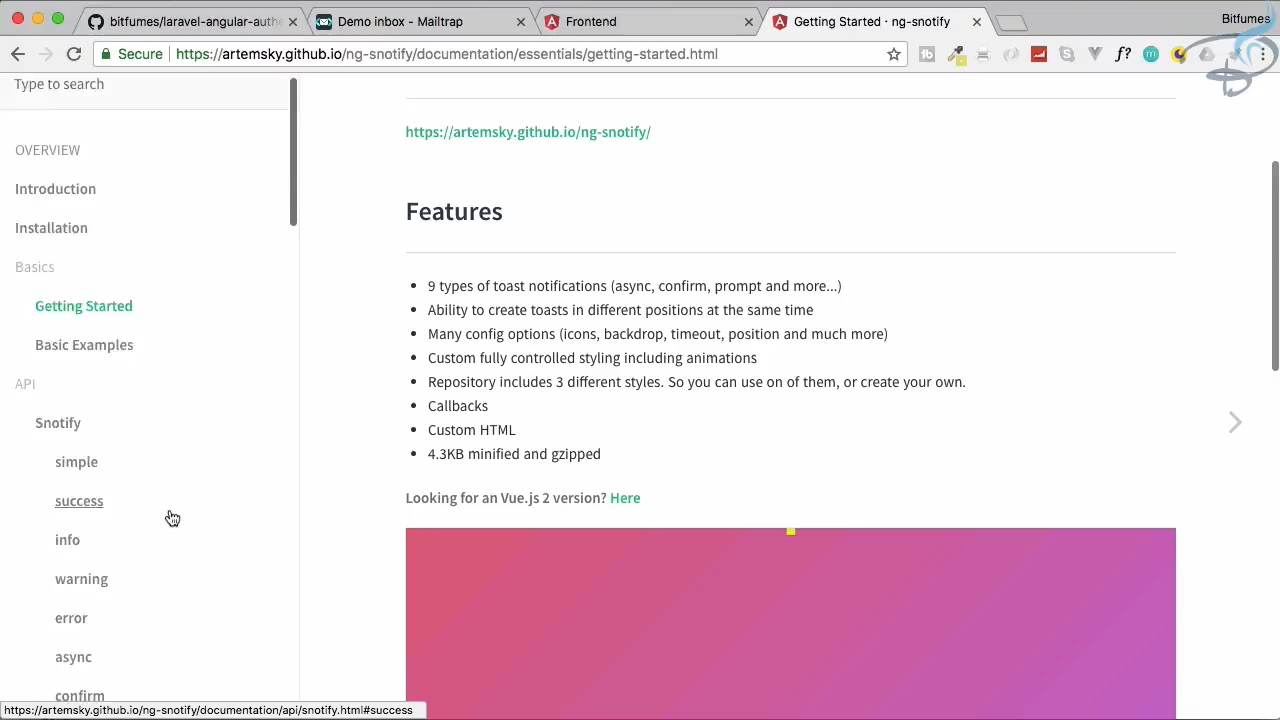 bitfumes/laravel-angular-authe
Demo inbox - Mailtrap
Frontend
Getting Started · ng-snotify
Bitfumes
Secure
https://artemsky.github.io/ng-snotify/documentation/essentials/getting-started.html
f?
Type to search
OVERVIEW
Introduction
Installation
Basics
Getting Started
Basic Examples
API
Snotify
simple
success
info
warning
error
async
confirm
https://artemsky.github.io/ng-snotify/
Features
9 types of toast notifications (async, confirm, prompt and more...)
Ability to create toasts in different positions at the same time
Many config options (icons, backdrop, timeout, position and much more)
Custom fully controlled styling including animations
Repository includes 3 different styles. So you can use on of them, or create your own.
Callbacks
Custom HTML
4.3KB minified and gzipped
Looking for an Vue.js 2 version? Here
https://artemsky.github.io/ng-snotify/documentation/api/snotify.html#success